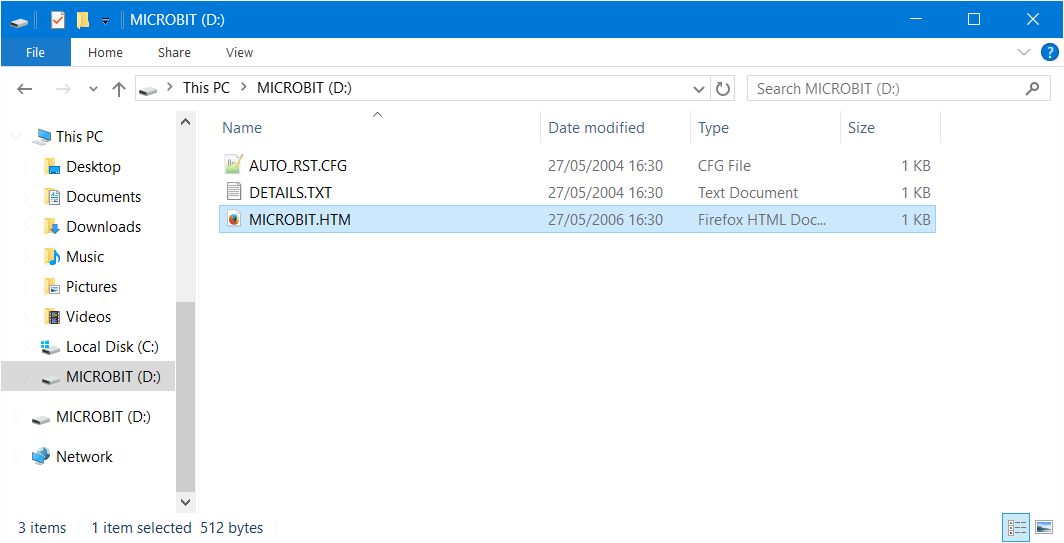 MICROBIT (D:)
File Home Share View
This PC MICROBIT (D:) Search MICROBIT (D:)
Name Date modified Type Size
AUTO_RST.CFG 27/05/2004 16:30 CFG File 1 KB
DETAILS.TXT 27/05/2004 16:30 Text Document 1 KB
MICROBIT.HTM 27/05/2006 16:30 Firefox HTML Doc... 1 KB
This PC
Desktop
Documents
Downloads
Music
Pictures
Videos
Local Disk (C:)
MICROBIT (D:)
MICROBIT (D:)
Network
3 items 1 item selected 512 bytes